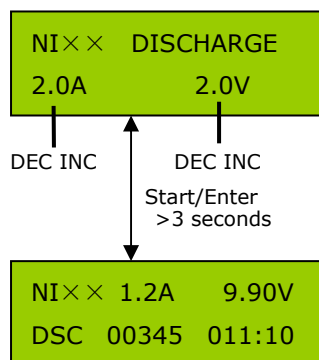 NI×× DISCHARGE
2.0A 2.0V
DEC INC DEC INC
Start/Enter
>3 seconds
NI×× 1.2A 9.90V
DSC 00345 011:10